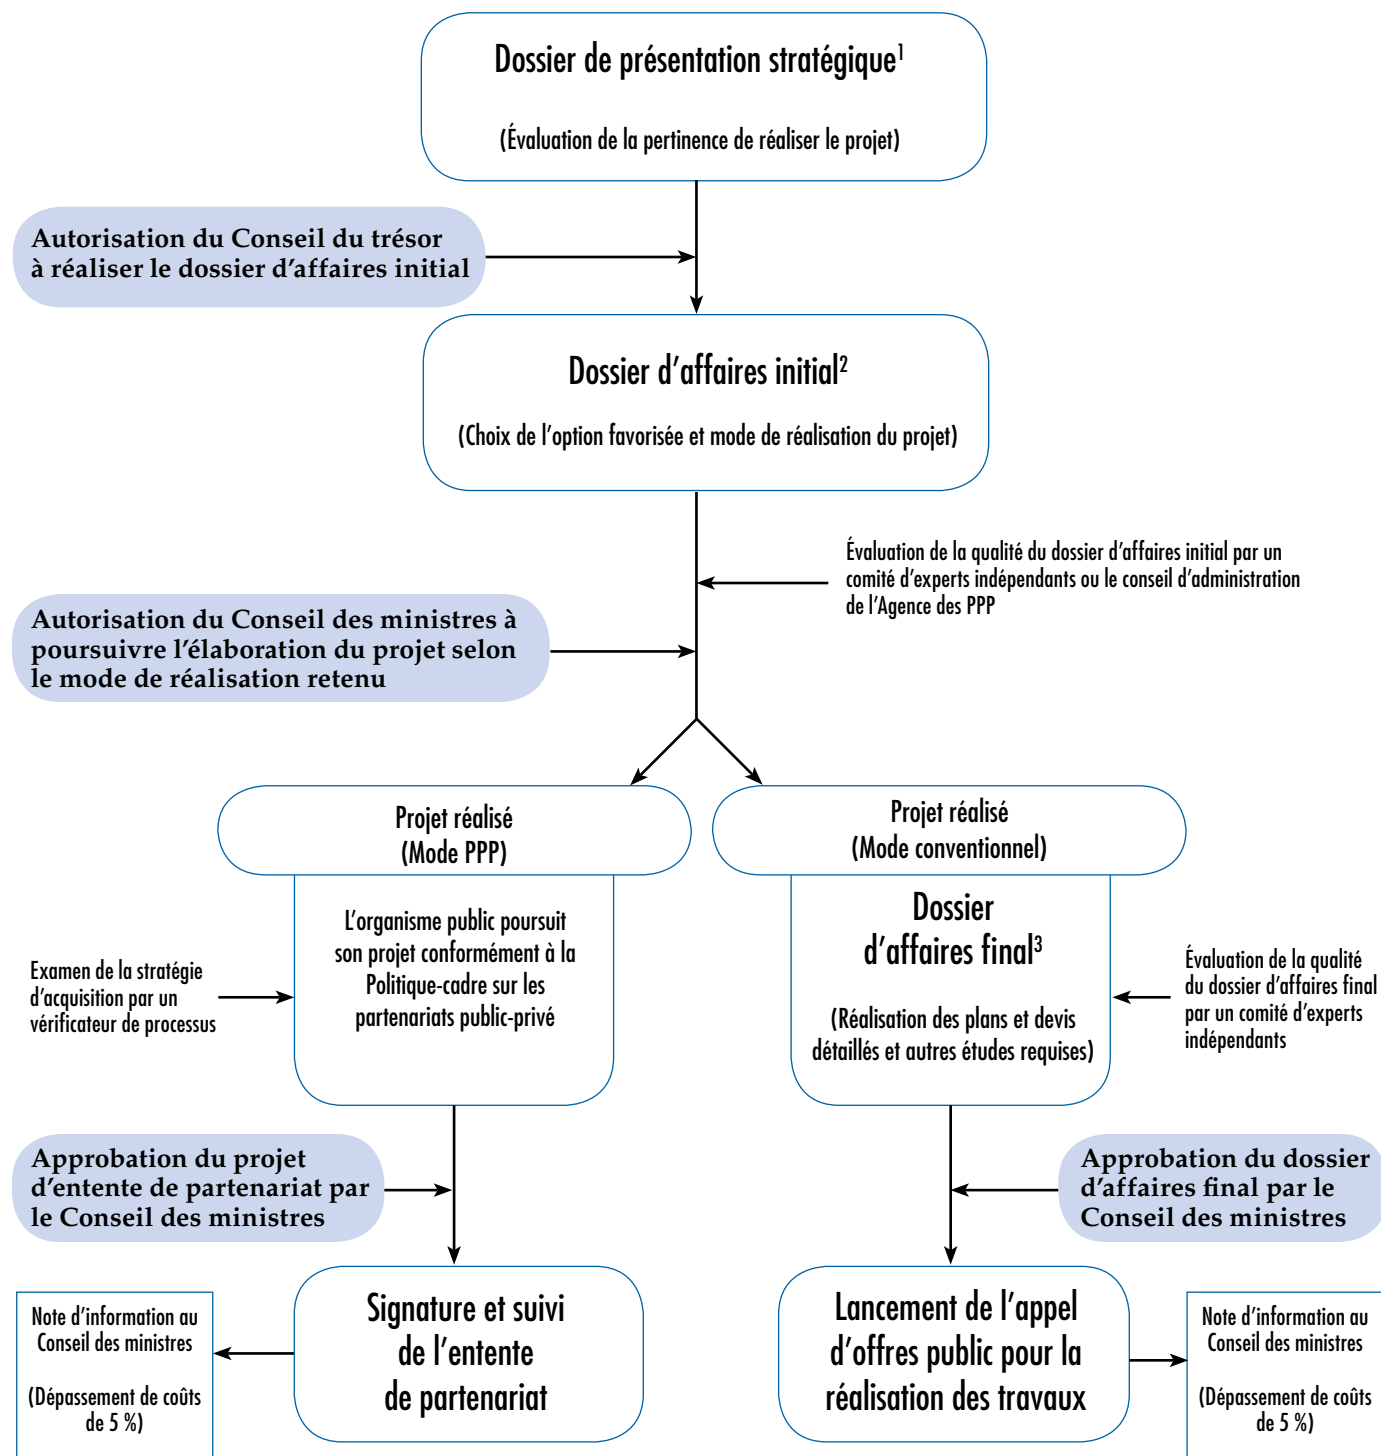 Dossier de présentation stratégique¹
(Évaluation de la pertinence de réaliser le projet)
Autorisation du Conseil du trésor
à réaliser le dossier d'affaires initial
Dossier d'affaires initial²
(Choix de l'option favorisée et mode de réalisation du projet)
Évaluation de la qualité du dossier d'affaires initial par un
comité d'experts indépendants ou le conseil d'administration
de l'Agence des PPP
Autorisation du Conseil des ministres à
poursuivre l'élaboration du projet selon
le mode de réalisation retenu
Projet réalisé
(Mode PPP)
L'organisme public poursuit
son projet conformément à la
Politique-cadre sur les
partenariats public-privé
Examen de la stratégie
d'acquisition par un
vérificateur de processus
Projet réalisé
(Mode conventionnel)
Dossier
d'affaires final³
(Réalisation des plans et devis
détaillés et autres études requises)
Évaluation de la qualité
du dossier d'affaires final
par un comité d'experts
indépendants
Approbation du projet
d'entente de partenariat par
le Conseil des ministres
Approbation du dossier
d'affaires final par le
Conseil des ministres
Note d'information au
Conseil des ministres
(Dépassement de coûts
de 5 %)
Signature et suivi
de l'entente
de partenariat
Lancement de l'appel
d'offres public pour la
réalisation des travaux
Note d'information au
Conseil des ministres
(Dépassement de coûts
de 5 %)